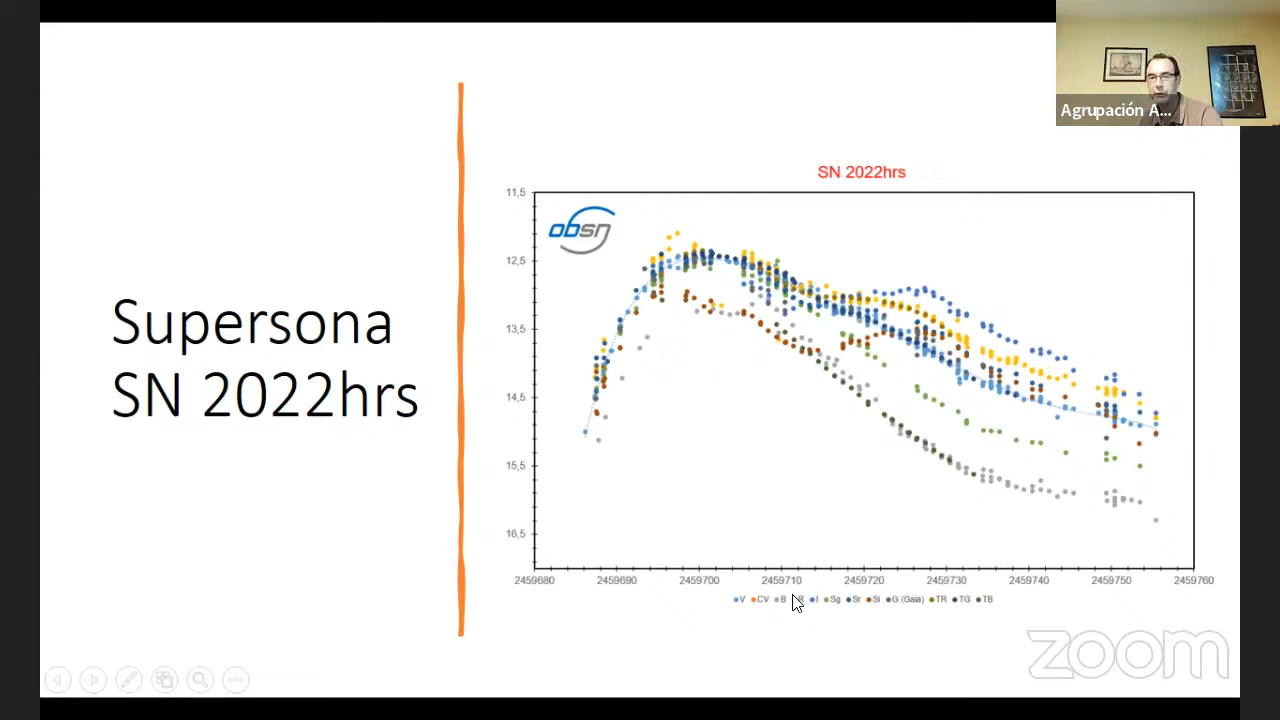 Agrupación A...
SN 2022hrs
obsn
Supersona
SN 2022hrs
11,5
12,5
13,5
14,5
15,5
16,5
2459680 2459690 2459700 2459710 2459720 2459730 2459740 2459750 2459760
V CV B R I Sg Sr Si G (Gaia) TR TG TB
zoom